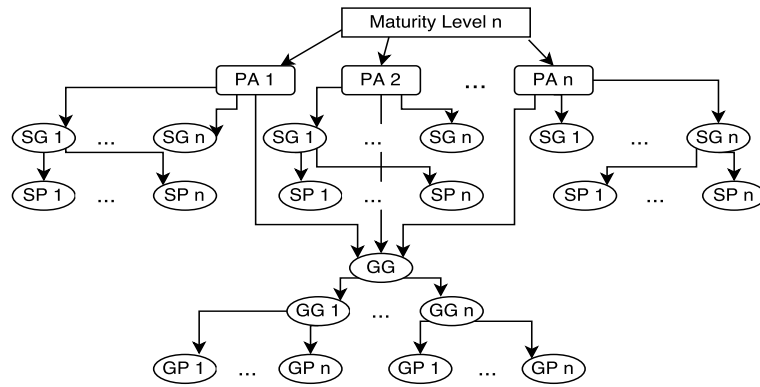 Maturity Level n
PA 1
PA 2
...
PA n
SG 1
...
SG n
SG 1
...
SG n
SG 1
...
SG n
SP 1
...
SP n
SP 1
...
SP n
SP 1
...
SP n
GG
GG 1
...
GG n
GP 1
...
GP n
GP 1
...
GP n